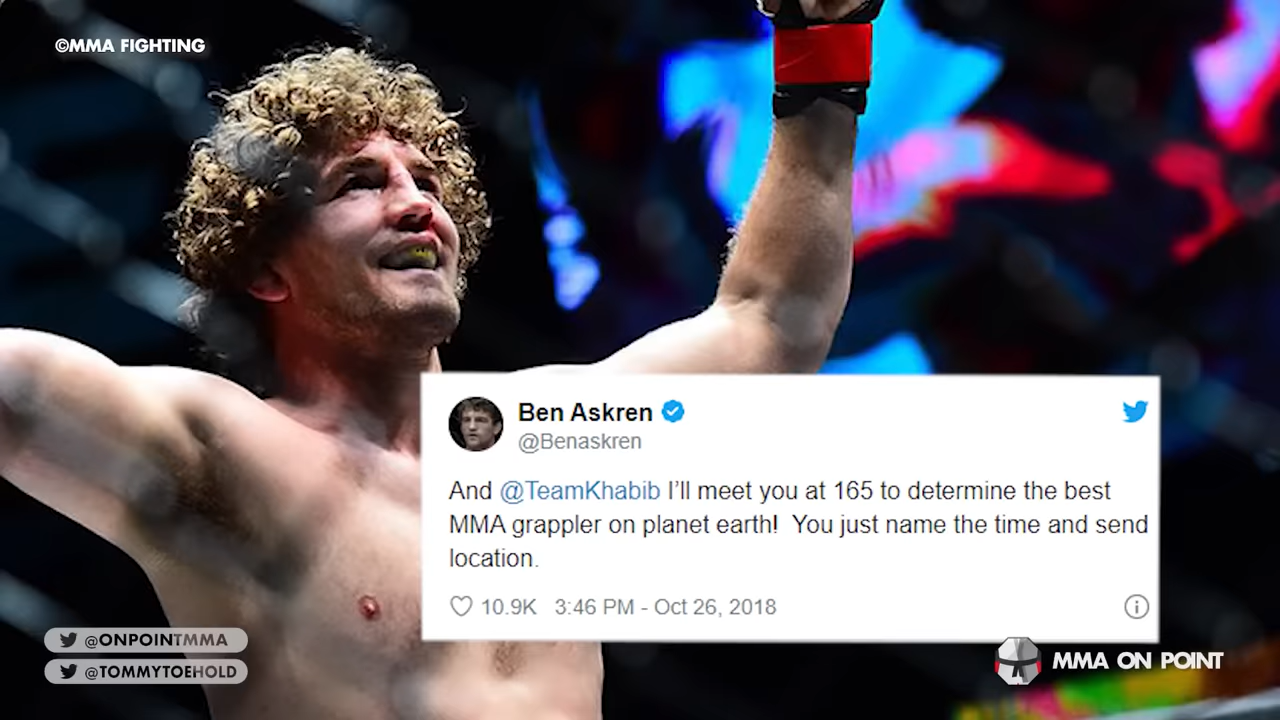 ©MMA FIGHTING
Ben Askren
@Benaskren
And @TeamKhabib I’ll meet you at 165 to determine the best
MMA grappler on planet earth!  You just name the time and send
location.
10.9K 3:46 PM - Oct 26, 2018
@ONPOINTMMA
@TOMMYTOEHOLD
MMA ON POINT